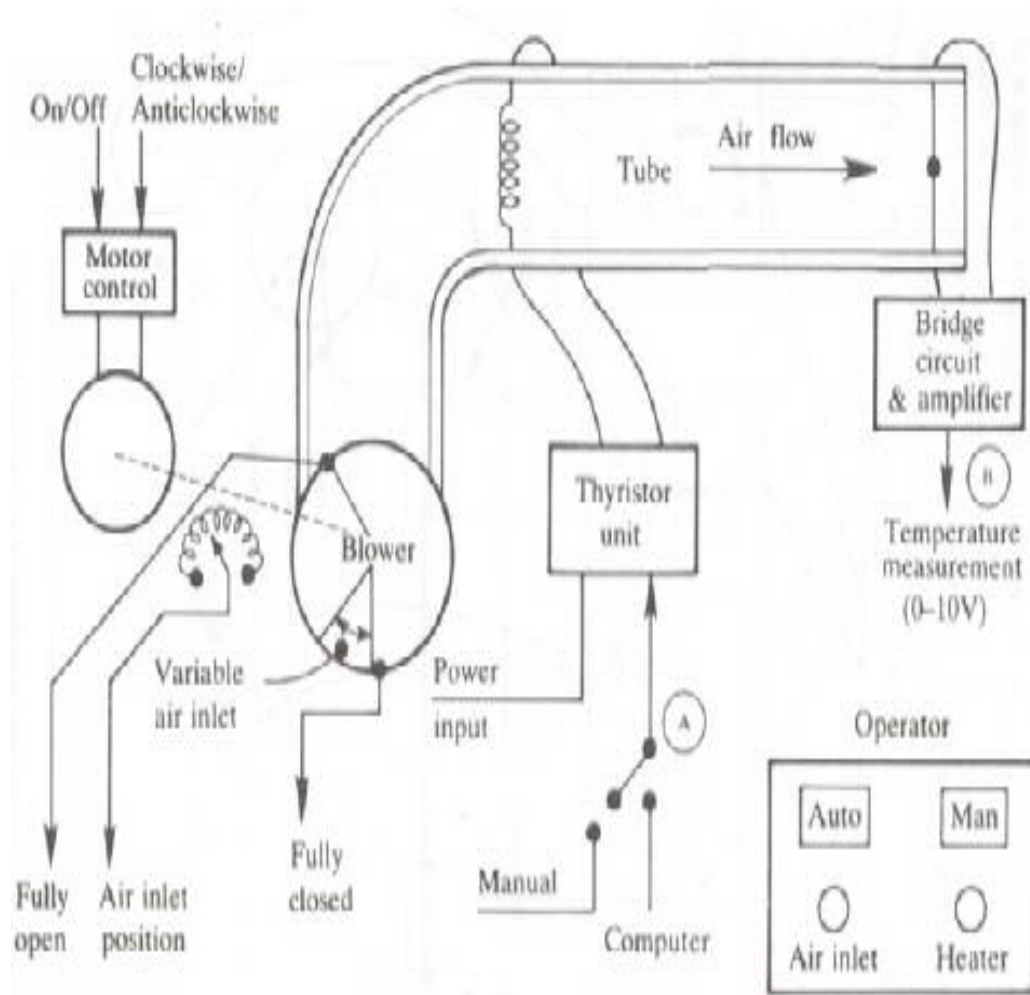 Clockwise/
On/Off Anticlockwise
Motor
control
Tube
Air flow
Bridge
circuit
& amplifier
Thyristor
unit
B
Temperature
measurement
(0–10V)
Blower
Variable
air inlet
Power
input
A
Fully
open
Air inlet
position
Fully
closed
Manual
Computer
Operator
Auto
Man
Air inlet
Heater